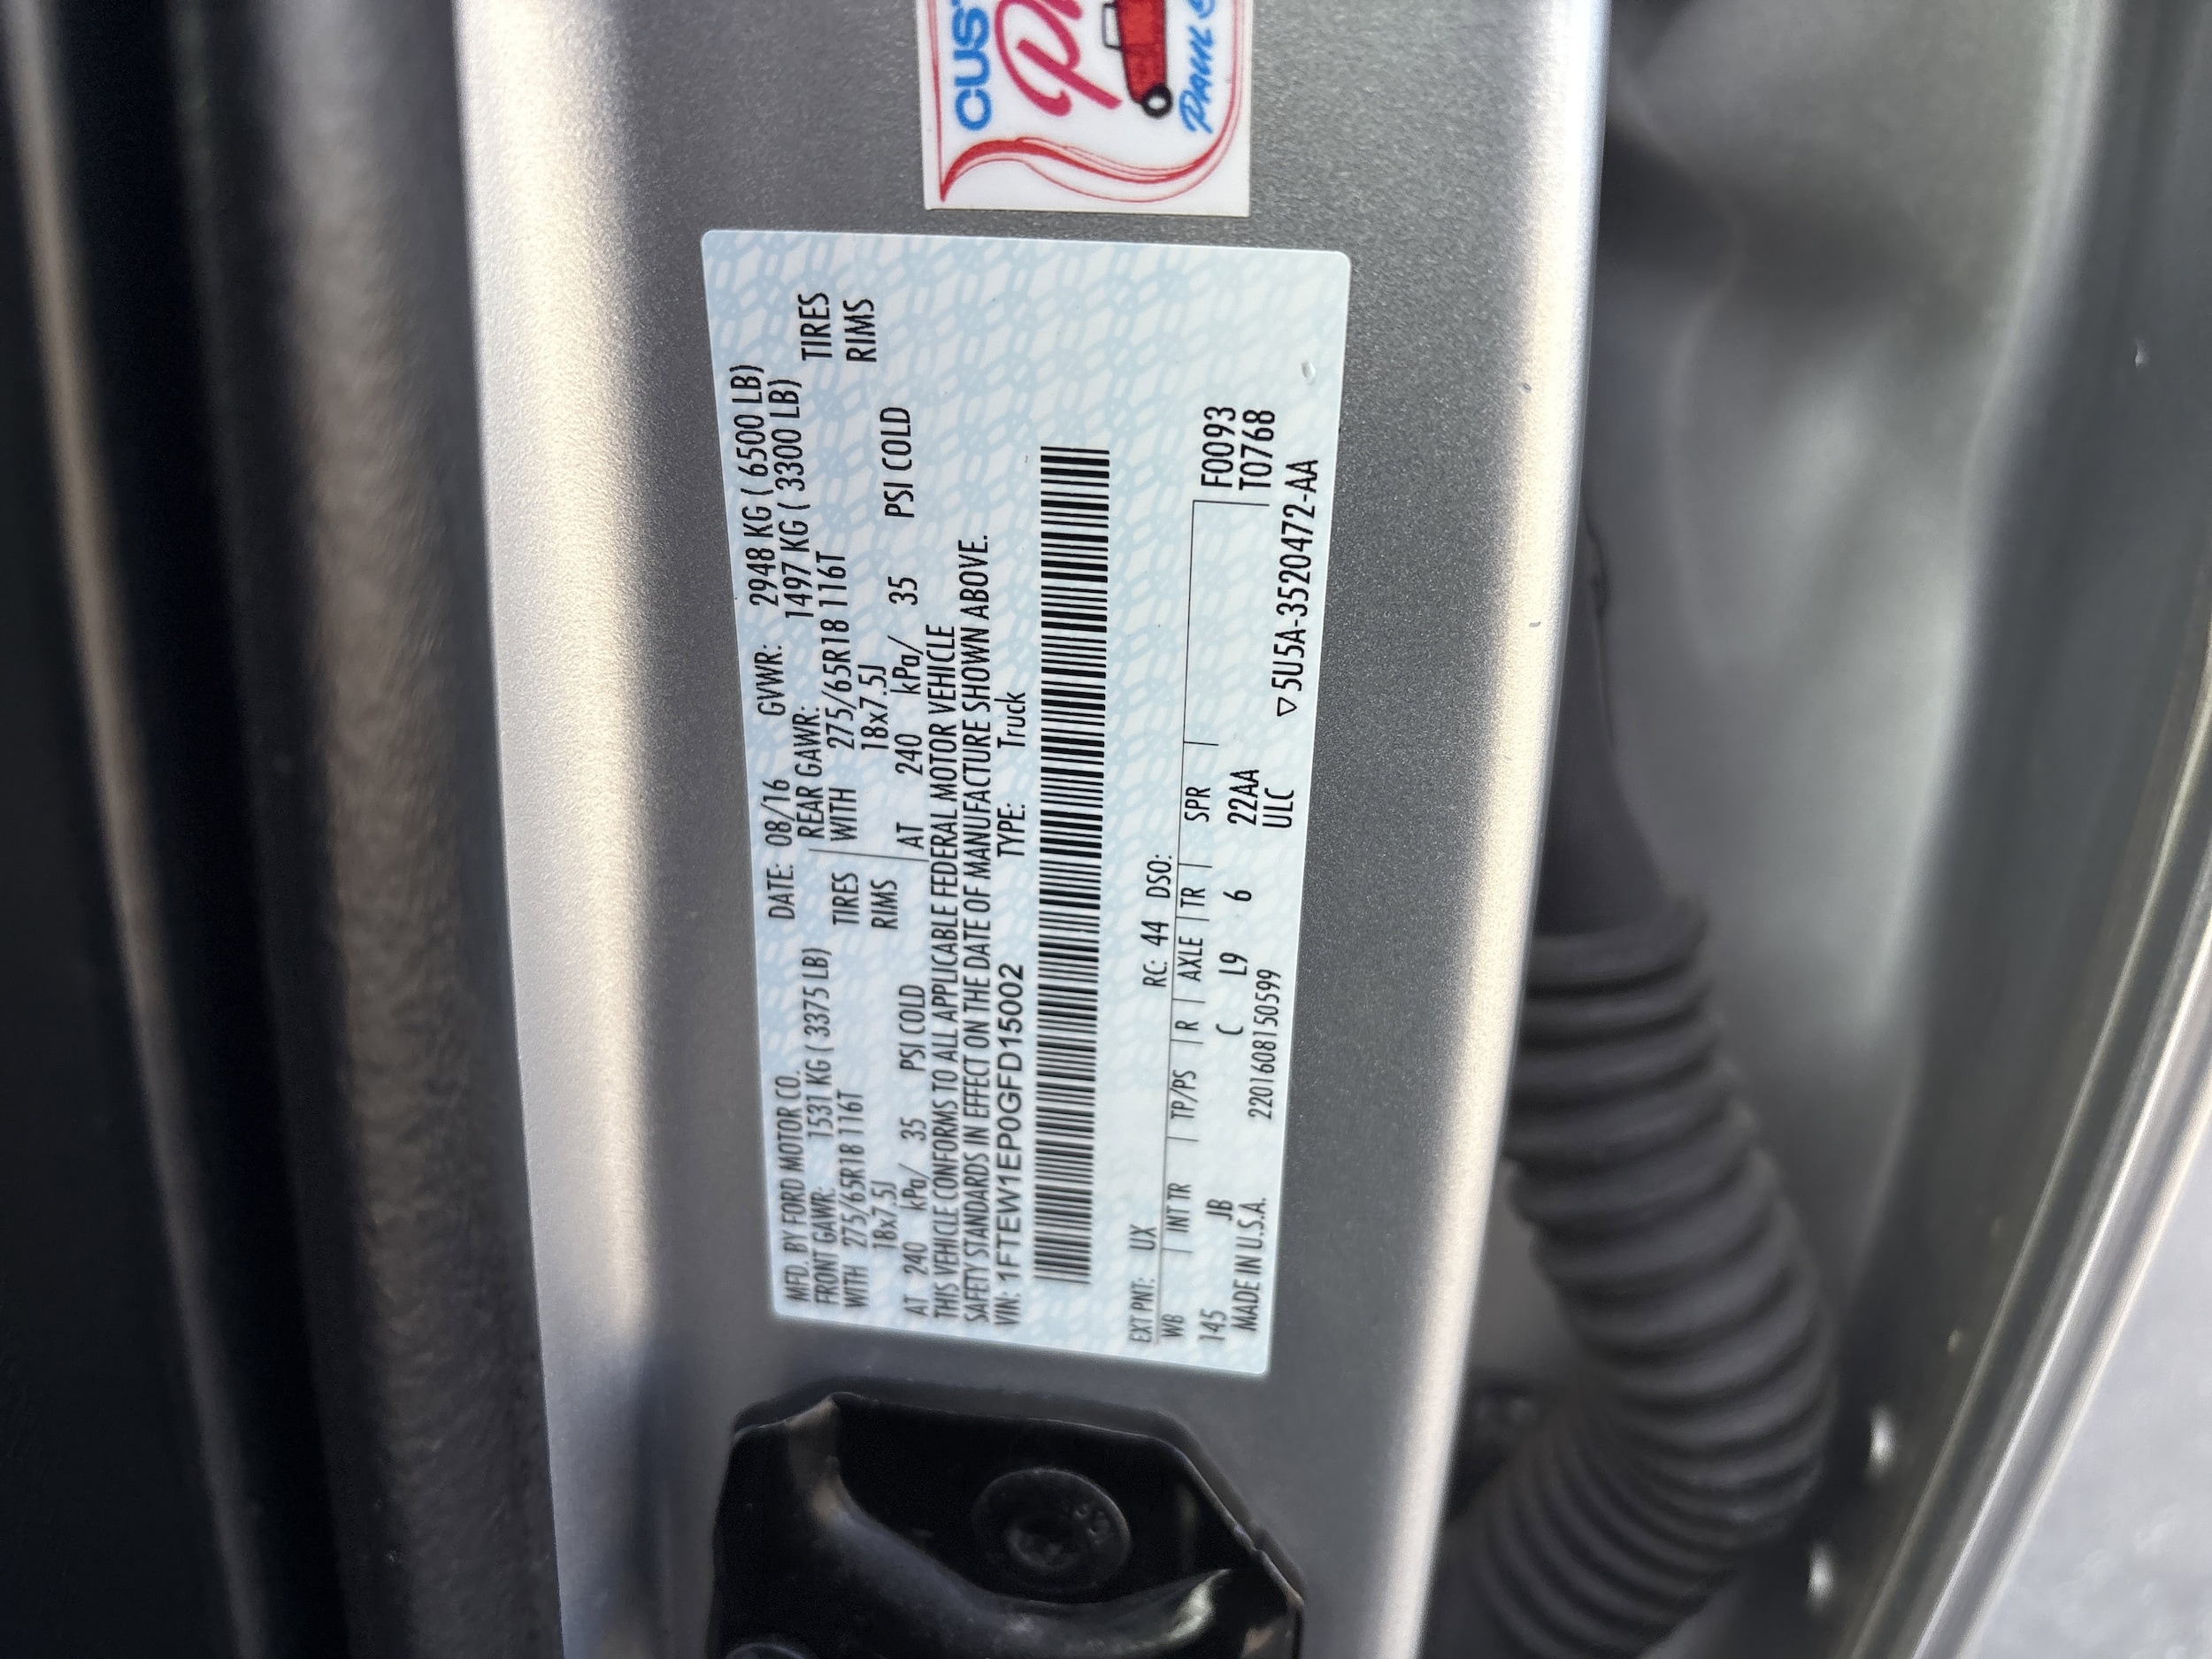 MFD. BY FORD MOTOR CO.
DATE: 08/16 GVWR: 2948 KG ( 6500 LB)
FRONT GAWR: 1531 KG ( 3375 LB) REAR GAWR: 1497 KG ( 3300 LB)
WITH 275/65R18 116T TIRES WITH 275/65R18 116T TIRES
18x7.5J RIMS 18x7.5J RIMS
AT 240 kPa/ 35 PSI COLD AT 240 kPa/ 35 PSI COLD
THIS VEHICLE CONFORMS TO ALL APPLICABLE FEDERAL MOTOR VEHICLE
SAFETY STANDARDS IN EFFECT ON THE DATE OF MANUFACTURE SHOWN ABOVE.
VIN: 1FTEW1EP0GFD15002 TYPE: Truck
EXT PNT: UX RC: 44 DSO:
WB INT TR TP/PS R AXLE TR SPR F0093
145 JB C L9 6 22AA T0768
MADE IN U.S.A. 220160815059​9 ULC ▽5U5A-3520472-AA